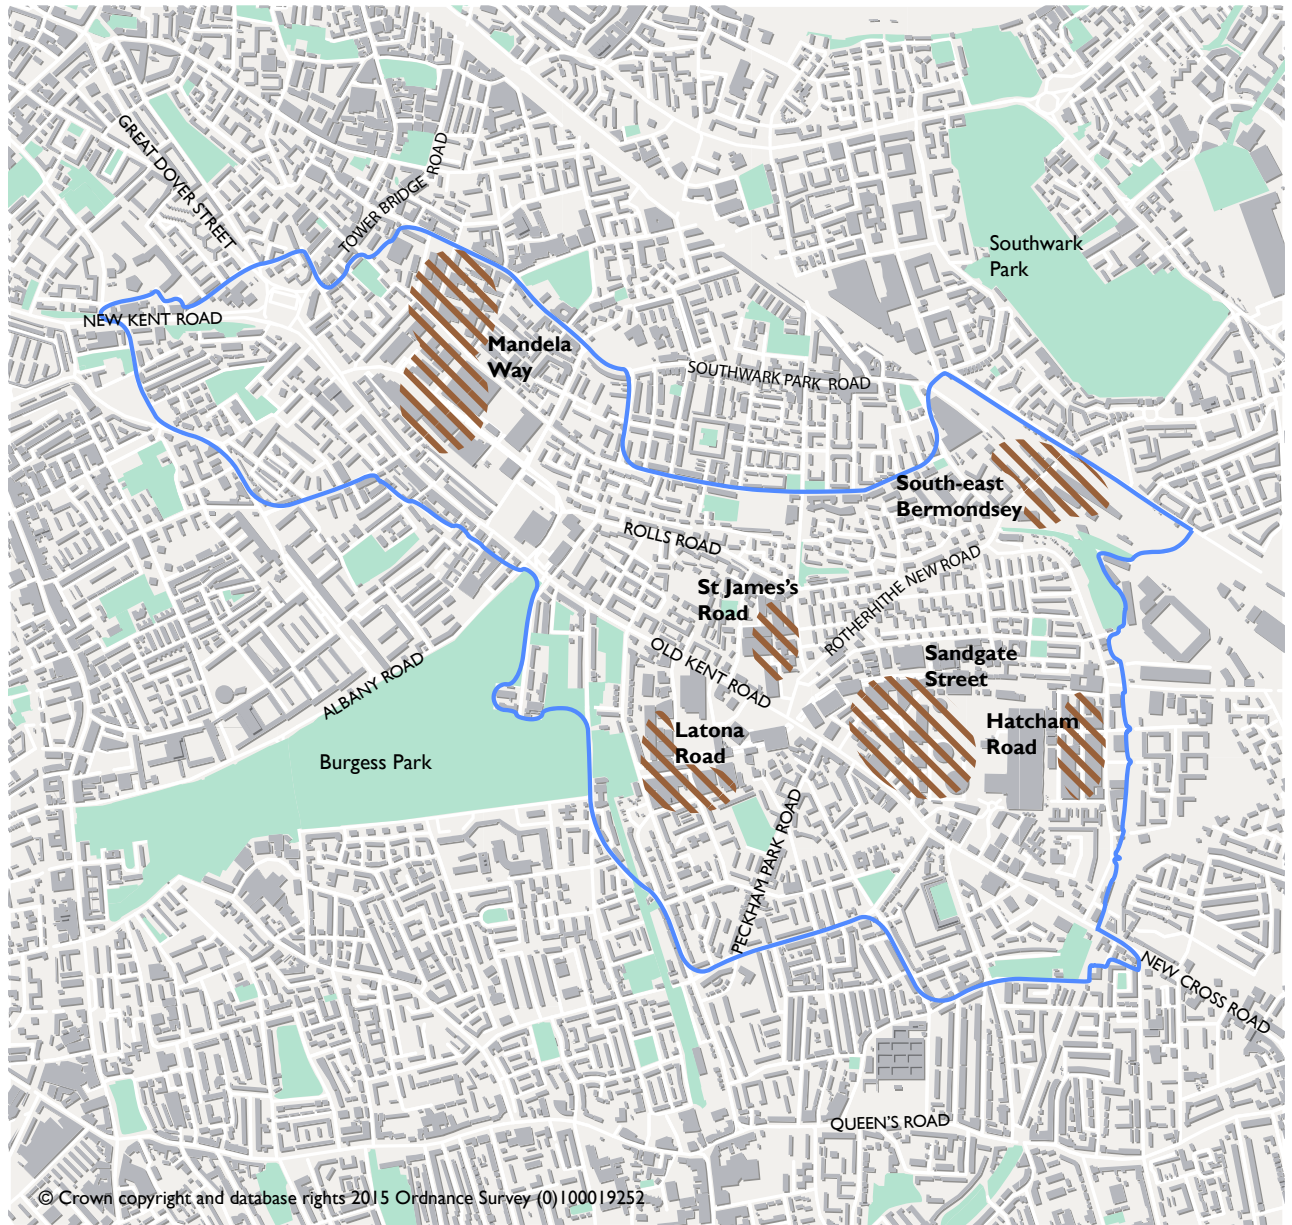 GREAT DOVER STREET
TOWER BRIDGE ROAD
Southwark
Park
NEW KENT ROAD
Mandela
Way
SOUTHWARK PARK ROAD
South-east
Bermondsey
ROLLS ROAD
ROTHERHITHE NEW ROAD
St James's
Road
OLD KENT ROAD
Sandgate
Street
ALBANY ROAD
Latona
Road
Hatcham
Road
Burgess Park
PECKHAM PARK ROAD
NEW CROSS ROAD
QUEEN'S ROAD
© Crown copyright and database rights 2015 Ordnance Survey (0)100019252